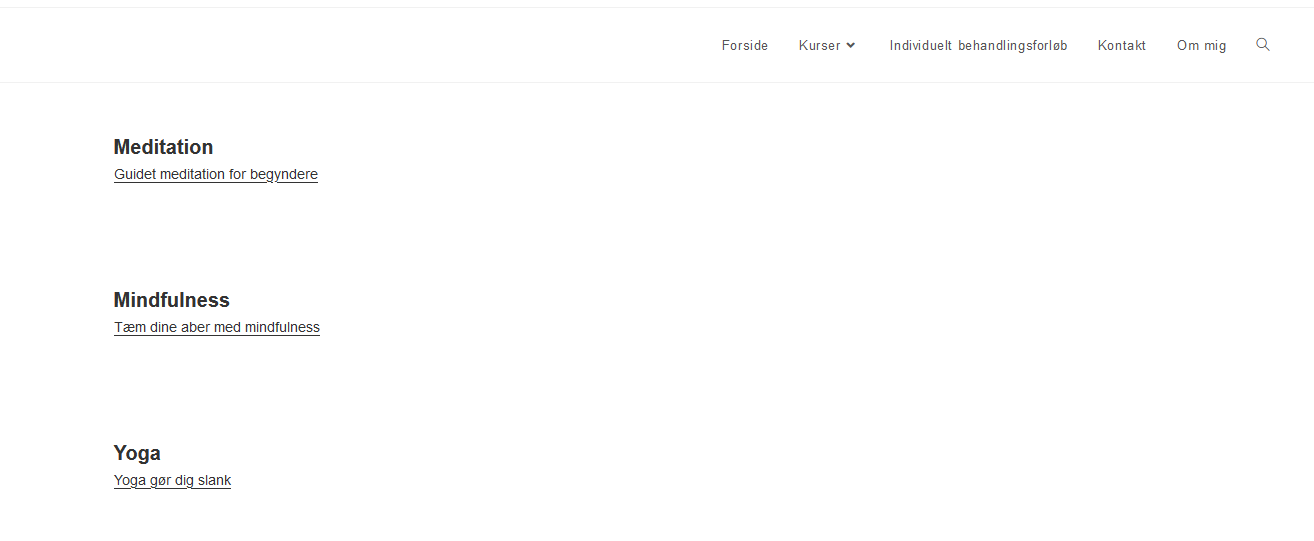 Forside Kurser Individuelt behandlingsforløb Kontakt Om mig
Meditation
Guidet meditation for begyndere
Mindfulness
Tæm dine aber med mindfulness
Yoga
Yoga gør dig slank